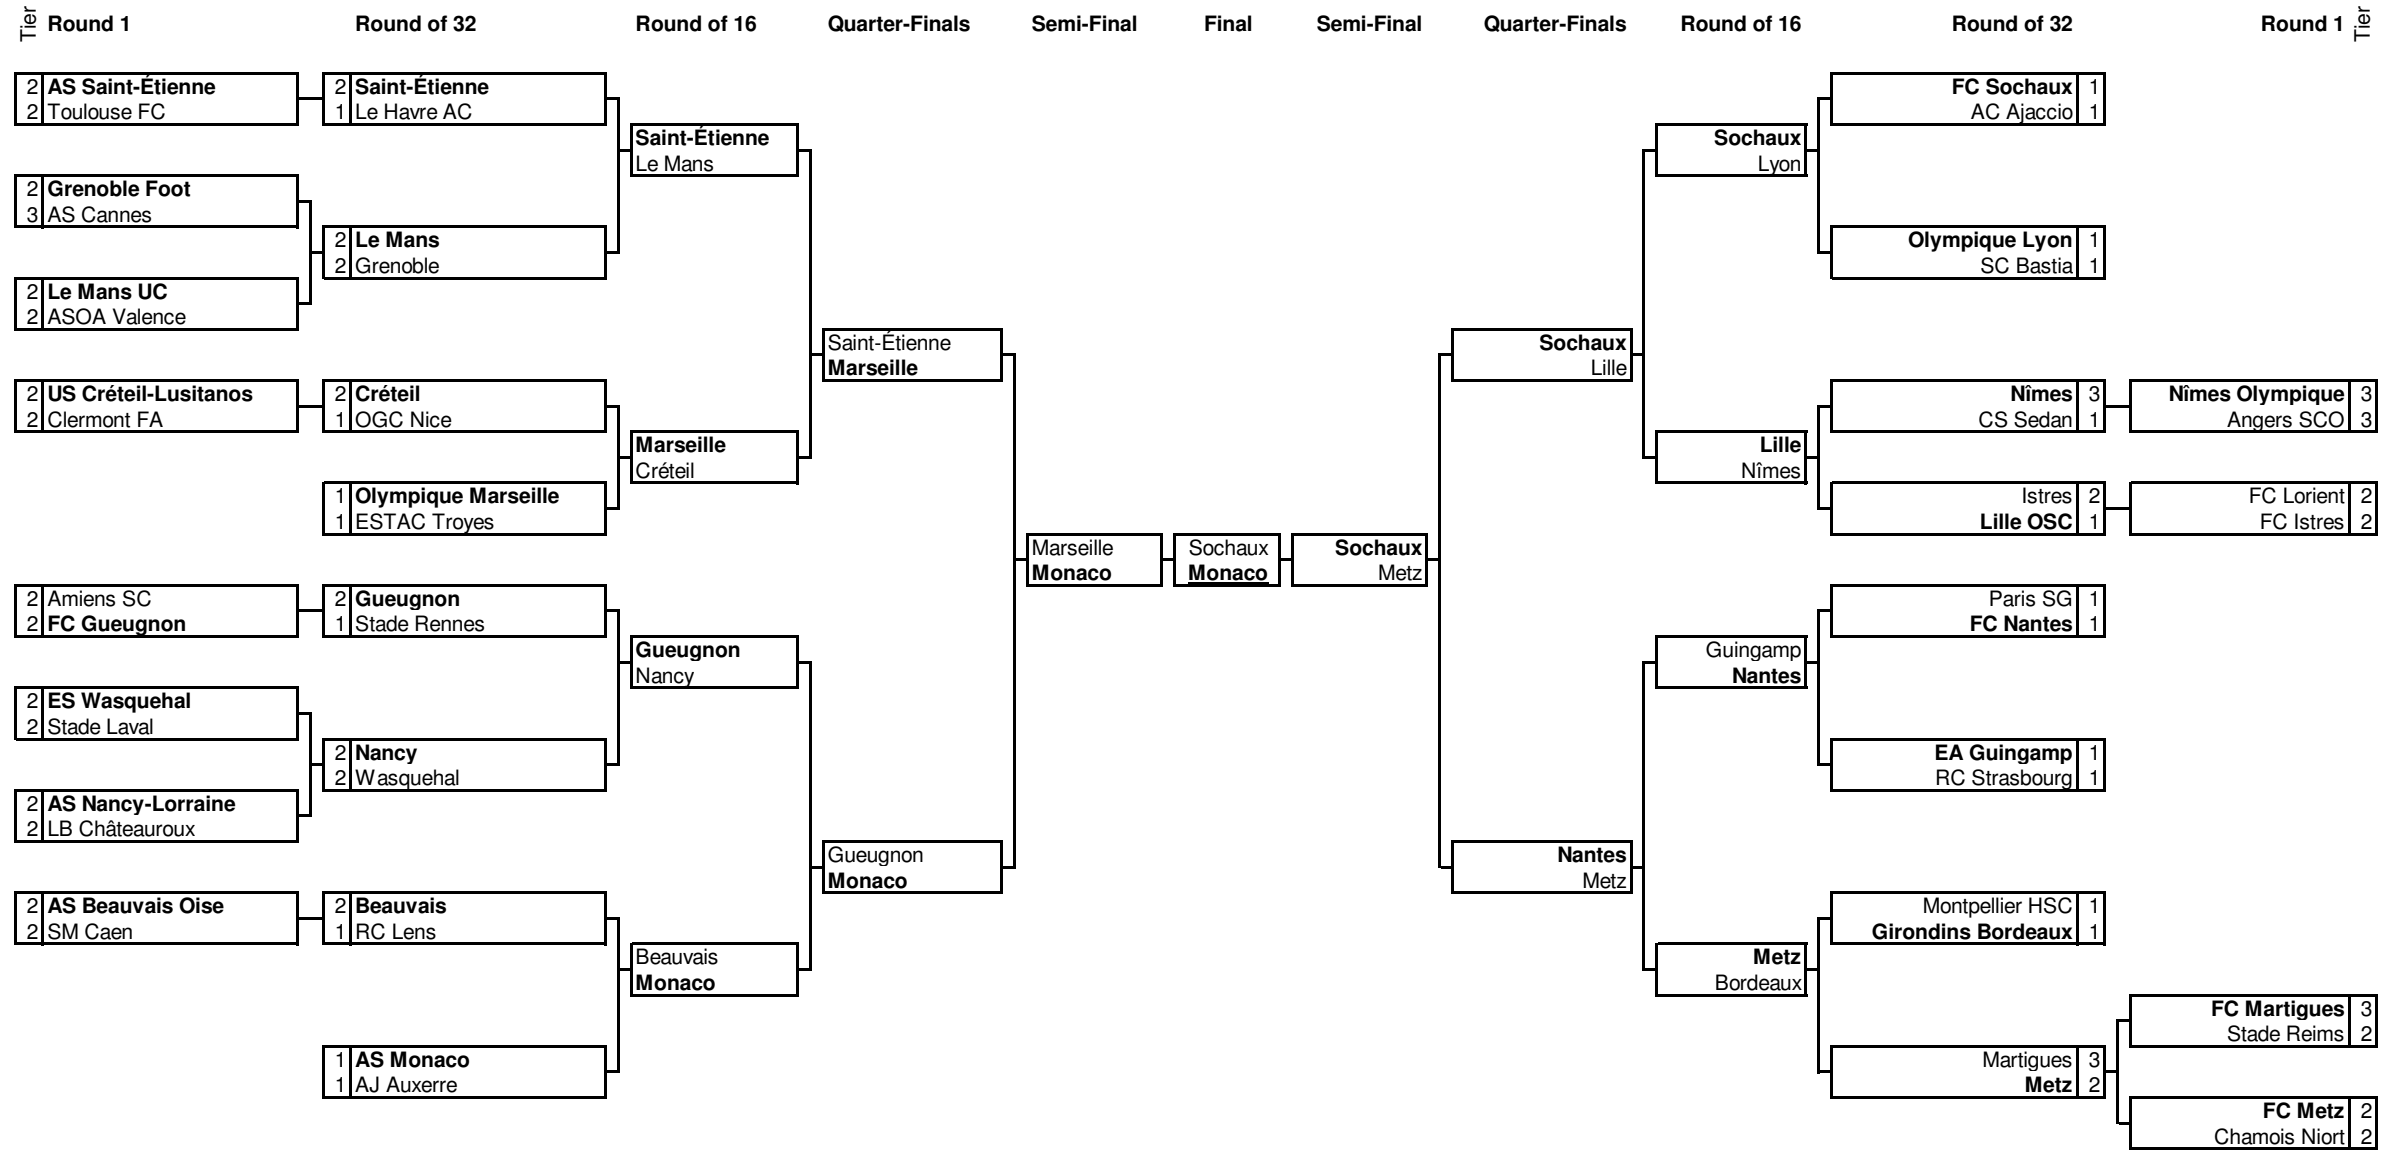 Tier Round 1 Round of 32 Round of 16 Quarter-Finals Semi-Final Final Semi-Final Quarter-Finals Round of 16 Round of 32 Round 1 Tier
2 AS Saint-Étienne
2 Toulouse FC
2 Grenoble Foot
3 AS Cannes
2 Le Mans UC
2 ASOA Valence
2 US Créteil-Lusitanos
2 Clermont FA
2 Amiens SC
2 FC Gueugnon
2 ES Wasquehal
2 Stade Laval
2 AS Nancy-Lorraine
2 LB Châteauroux
2 AS Beauvais Oise
2 SM Caen
2 Saint-Étienne
1 Le Havre AC
2 Le Mans
2 Grenoble
2 Créteil
1 OGC Nice
1 Olympique Marseille
1 ESTAC Troyes
2 Gueugnon
1 Stade Rennes
2 Nancy
2 Wasquehal
2 Beauvais
1 RC Lens
1 AS Monaco
1 AJ Auxerre
Saint-Étienne
Le Mans
Marseille
Créteil
Gueugnon
Nancy
Beauvais
Monaco
Saint-Étienne
Marseille
Gueugnon
Monaco
Marseille
Monaco
Sochaux
Monaco
Sochaux
Metz
Sochaux
Lille
Nantes
Metz
Sochaux
Lyon
Lille
Nîmes
Guingamp
Nantes
Metz
Bordeaux
FC Sochaux 1
AC Ajaccio 1
Olympique Lyon 1
SC Bastia 1
Nîmes 3
CS Sedan 1
Istres 2
Lille OSC 1
Paris SG 1
FC Nantes 1
EA Guingamp 1
RC Strasbourg 1
Montpellier HSC 1
Girondins Bordeaux 1
Martigues 3
Metz 2
Nîmes Olympique 3
Angers SCO 3
FC Lorient 2
FC Istres 2
FC Martigues 3
Stade Reims 2
FC Metz 2
Chamois Niort 2